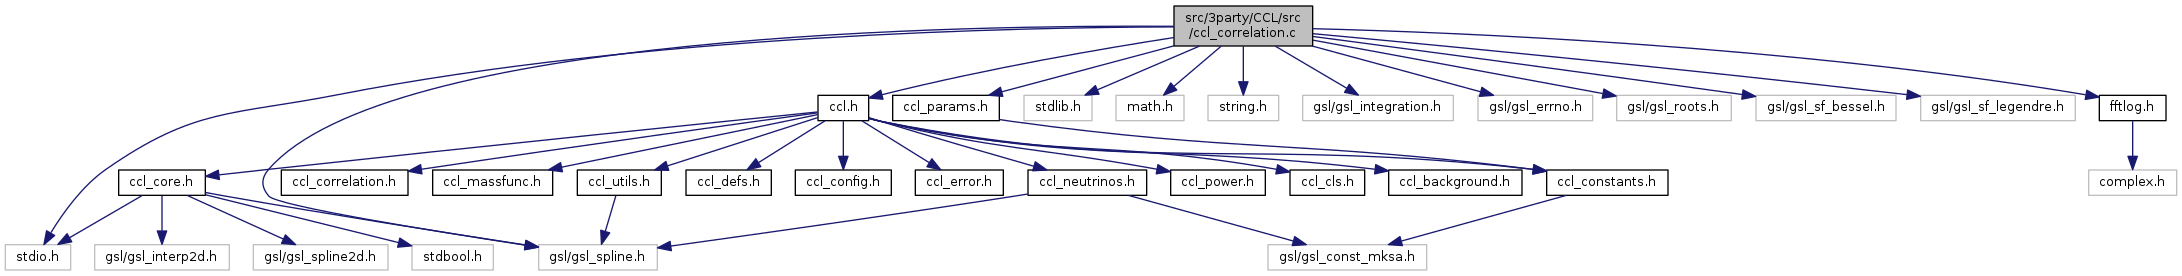 src/3party/CCL/src
/ccl_correlation.c
ccl.h
ccl_params.h
stdlib.h
math.h
string.h
gsl/gsl_integration.h
gsl/gsl_errno.h
gsl/gsl_roots.h
gsl/gsl_sf_bessel.h
gsl/gsl_sf_legendre.h
fftlog.h
ccl_core.h
ccl_correlation.h
ccl_massfunc.h
ccl_utils.h
ccl_defs.h
ccl_config.h
ccl_error.h
ccl_neutrinos.h
ccl_power.h
ccl_cls.h
ccl_background.h
ccl_constants.h
complex.h
stdio.h
gsl/gsl_interp2d.h
gsl/gsl_spline2d.h
stdbool.h
gsl/gsl_spline.h
gsl/gsl_const_mksa.h